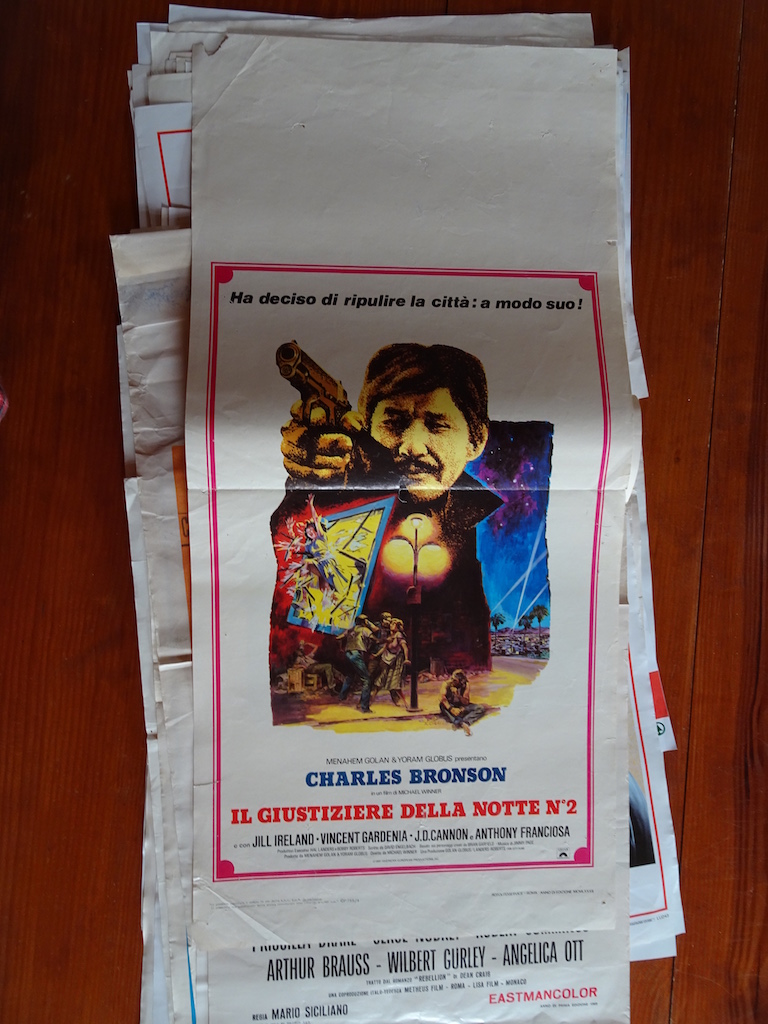 Ha deciso di ripulire la città: a modo suo!
MENAHEM GOLAN & YORAM GLOBUS presentano
CHARLES BRONSON
in un film di MICHAEL WINNER
IL GIUSTIZIERE DELLA NOTTE N°2
e con JILL IRELAND · VINCENT GARDENIA · J.D. CANNON e ANTHONY FRANCIOSA
ARTHUR BRAUSS - WILBERT GURLEY - ANGELICA OTT
TRATTO DAL ROMANZO "REBELLION" DI DEAN CRAIG
UNA COPRODUZIONE ITALO-TEDESCA METHEUS FILM - ROMA - LISA FILM - MONACO
EASTMANCOLOR
REGIA MARIO SICILIANO